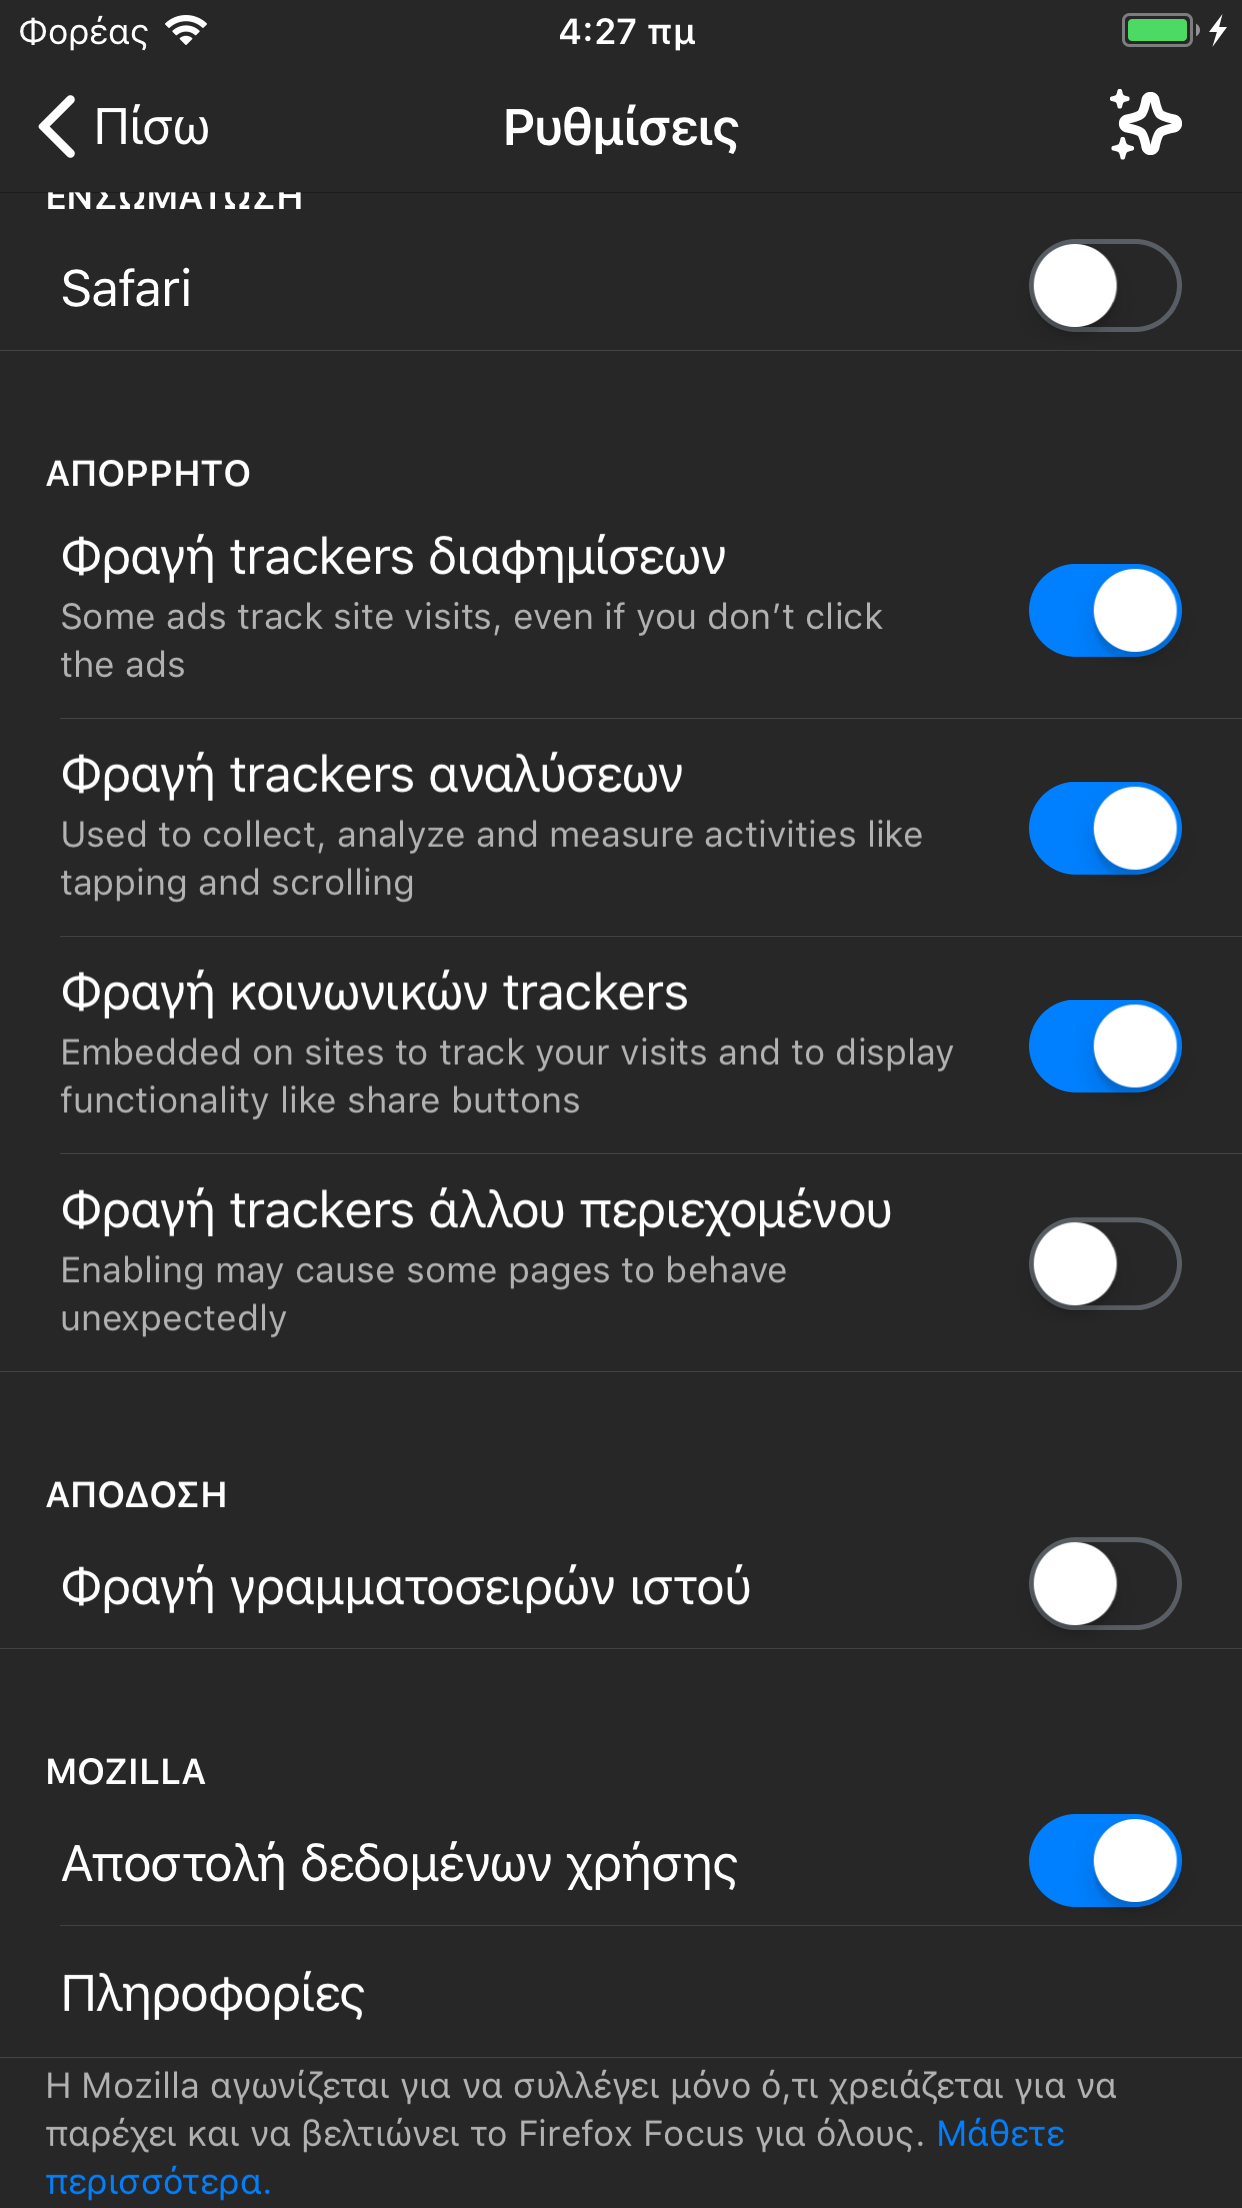 Φορέας
4:27 πμ
Πίσω
Ρυθμίσεις
ΕΝΣΩΜΑΤΩΣΗ
Safari
ΑΠΟΡΡΗΤΟ
Φραγή trackers διαφημίσεων
Some ads track site visits, even if you don’t click
the ads
Φραγή trackers αναλύσεων
Used to collect, analyze and measure activities like
tapping and scrolling
Φραγή κοινωνικών trackers
Embedded on sites to track your visits and to display
functionality like share buttons
Φραγή trackers άλλου περιεχομένου
Enabling may cause some pages to behave
unexpectedly
ΑΠΟΔΟΣΗ
Φραγή γραμματοσειρών ιστού
MOZILLA
Αποστολή δεδομένων χρήσης
Πληροφορίες
Η Mozilla αγωνίζεται για να συλλέγει μόνο ό,τι χρειάζεται για να
παρέχει και να βελτιώνει το Firefox Focus για όλους. Μάθετε
περισσότερα.